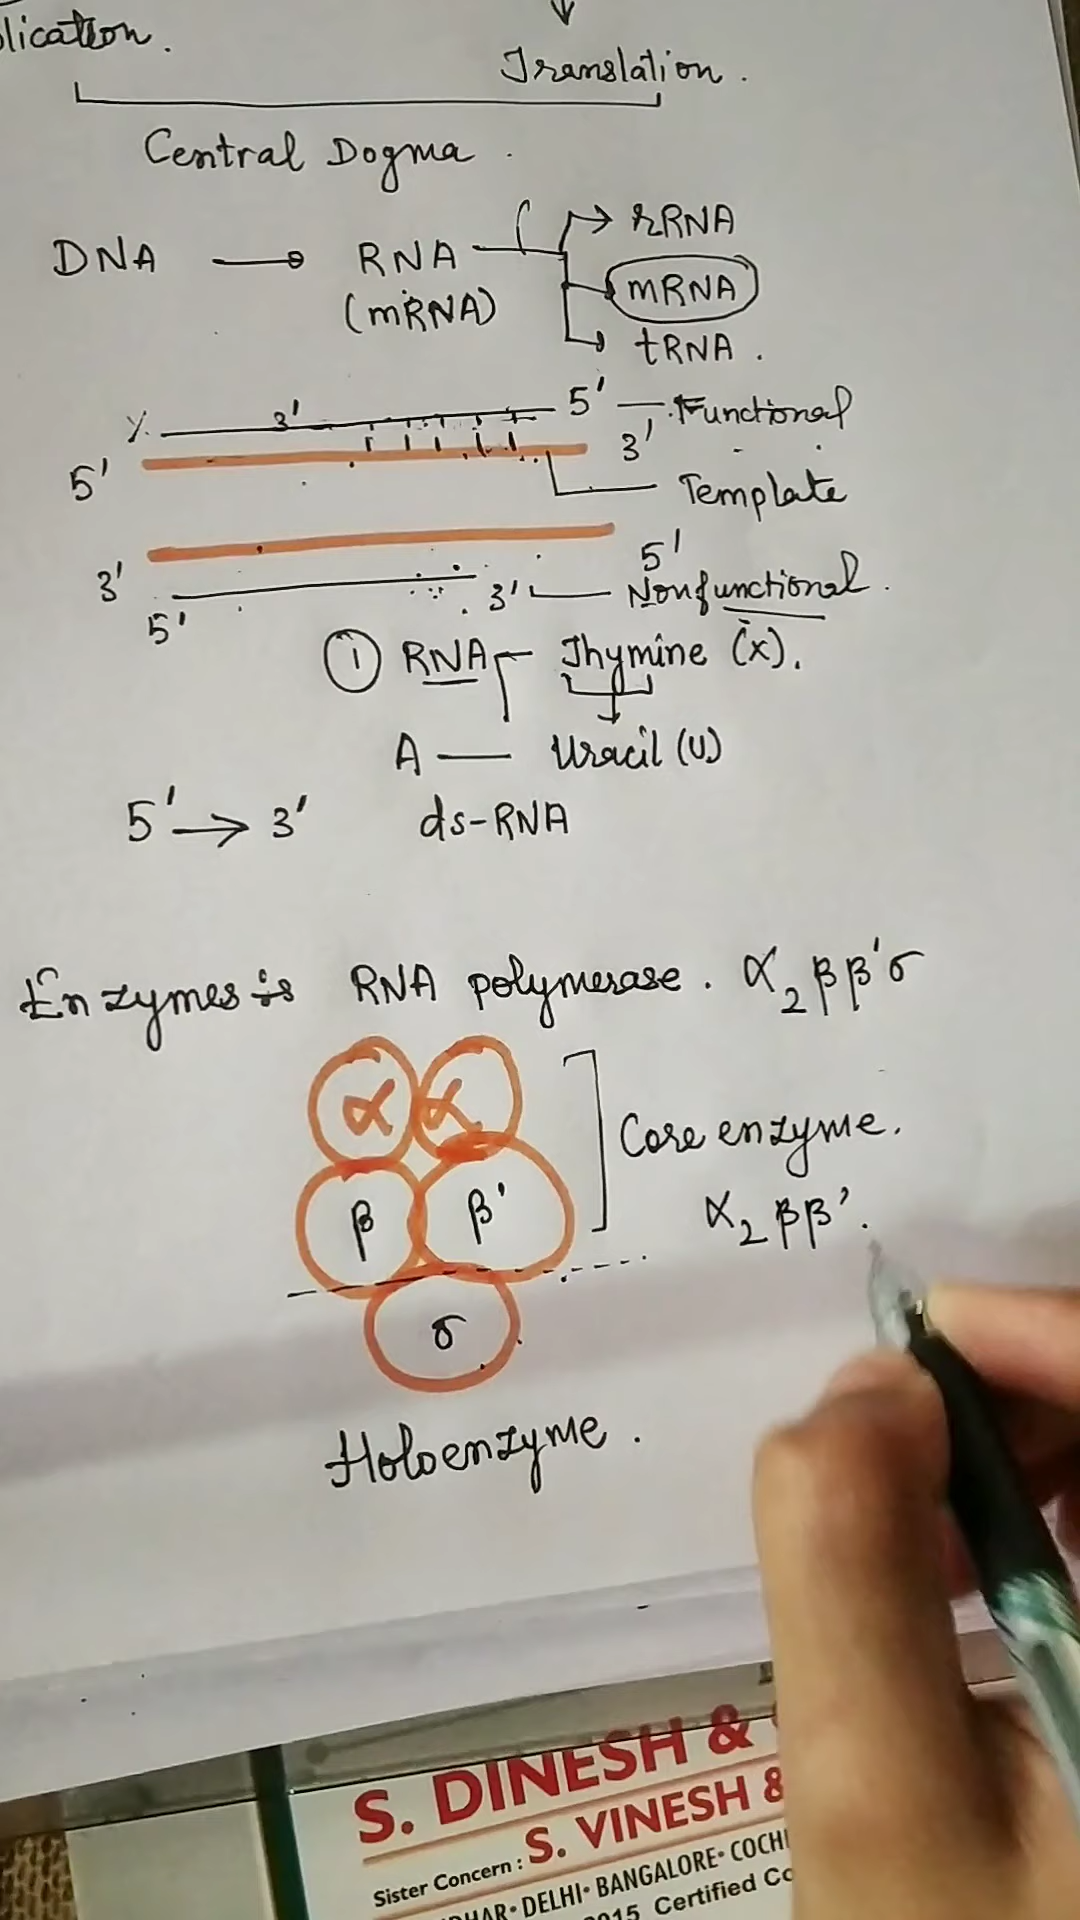 Translation.
Central Dogma.
DNA → RNA → rRNA
(mRNA) mRNA
tRNA.
3' 5' — Functional
5' 3'
Template
3' 5'
5' 3' — Nonfunctional.
① RNA Thymine (x).
A — Uracil (U)
5' → 3' ds-RNA
Enzymes is RNA polymerase. α₂ββ'σ
α α
Core enzyme.
β β'
α₂ββ'.
σ
Holoenzyme.
S. DINESH &
S. VINESH &
Sister Concern :
DELHI • BANGALORE • COCHI
015 Certified Co